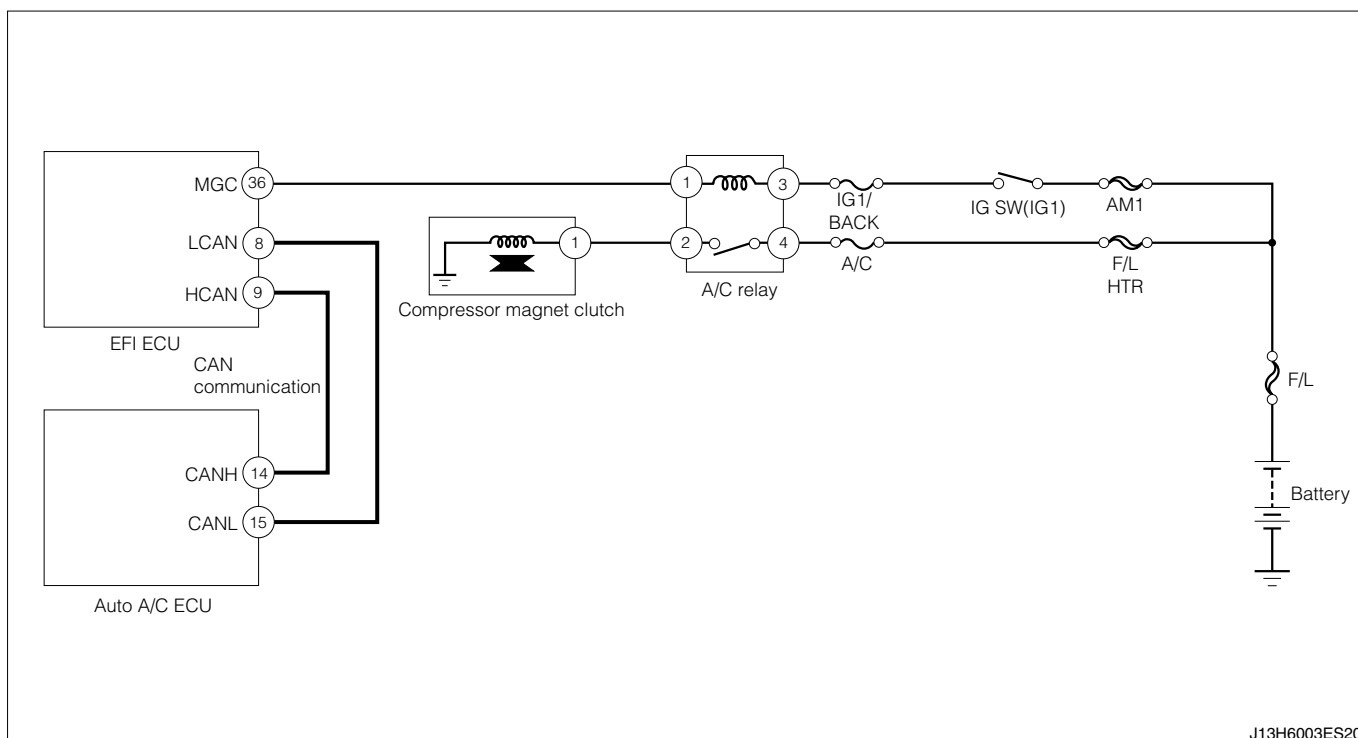 MGC 36
1
3
IG1/
BACK
IG SW(IG1)
AM1
LCAN 8
1
2
4
A/C
F/L
HTR
A/C relay
HCAN 9
Compressor magnet clutch
EFI ECU
CAN
communication
F/L
CANH 14
Battery
CANL 15
Auto A/C ECU
J13H6003ES20